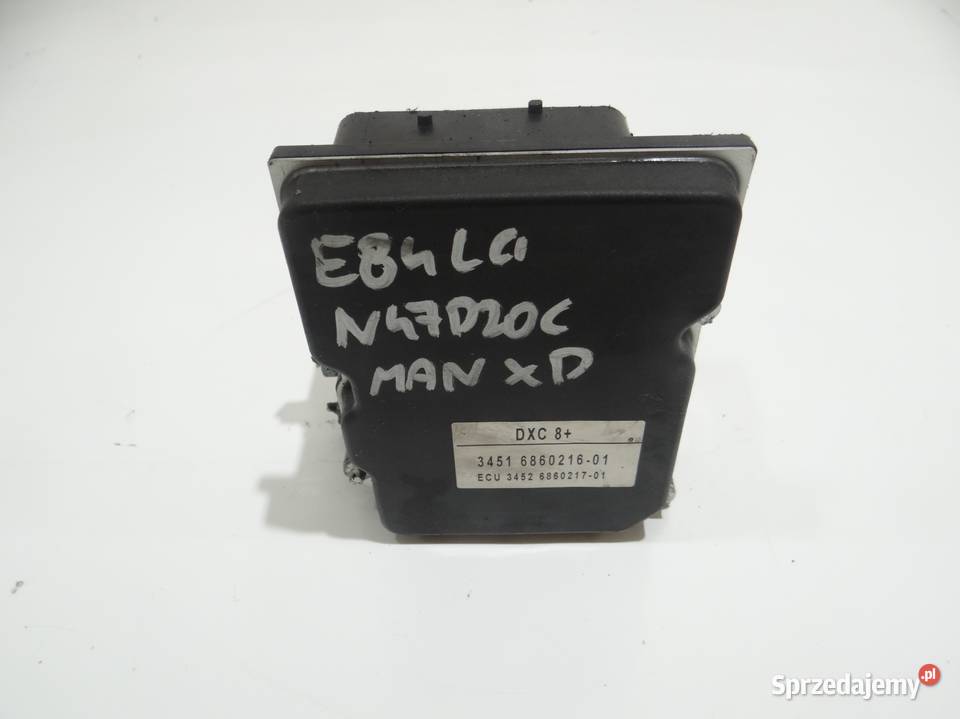 E84 LCI
N47D20C
MAN XD
DXC 8+
3451 6860216-01
ECU 3452 6860217-01
Sprzedajemy.pl